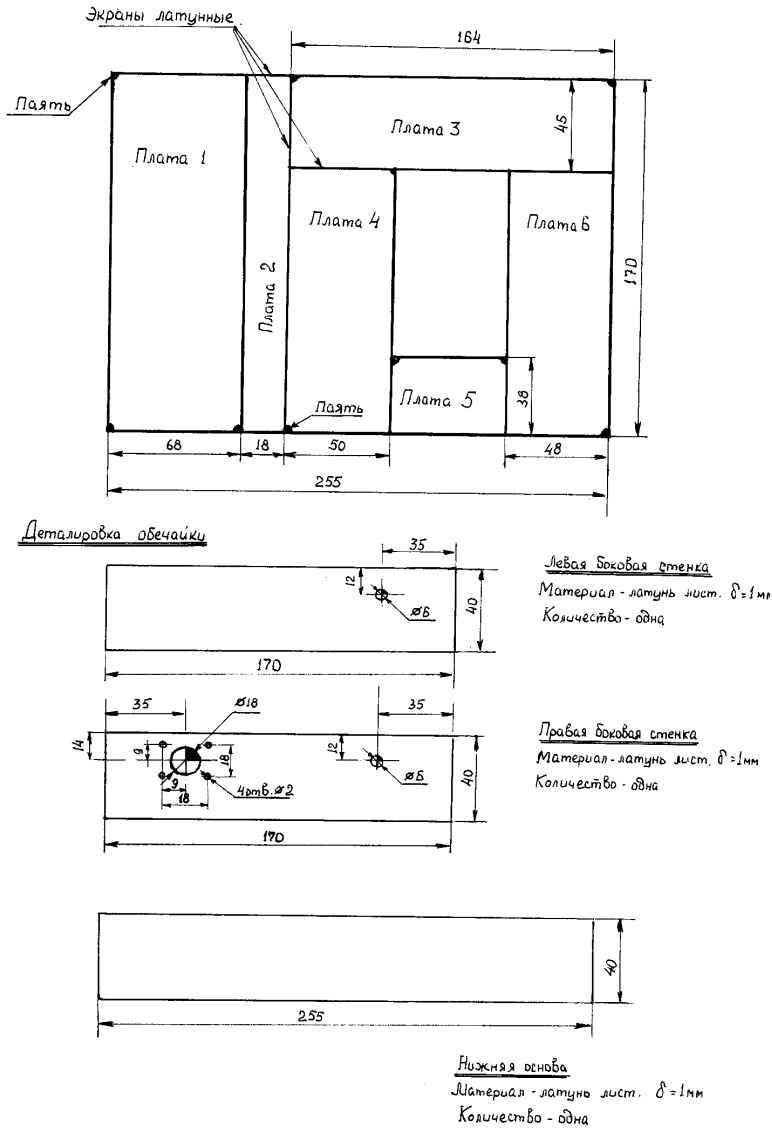 Экраны латунные
164
Паять
Плата 3
45
Плата 1
Плата 4
Плата 6
Плата 2
170
Плата 5
38
Паять
68
18
50
48
255
Деталировка обечайки
35
12
ø6
40
170
Левая боковая стенка
Материал - латунь лист. δ=1мм
Количество - одна
35
ø18
35
14
9
18
12
ø6
40
9
18
4отв. ø2
170
Правая боковая стенка
Материал - латунь лист. δ=1мм
Количество - одна
40
255
Нижняя основа
Материал - латунь лист. δ=1мм
Количество - одна